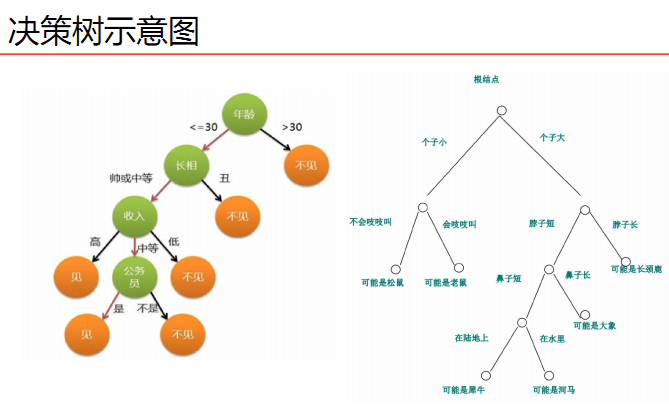 决策树示意图
年龄
<=30
>30
长相
不见
帅或中等
丑
收入
不见
高
中等
低
见
公务
员
不见
是
不是
见
不见
根结点
个子小
个子大
不会吱吱叫
会吱吱叫
脖子短
脖子长
可能是松鼠
可能是老鼠
鼻子短
鼻子长
可能是长颈鹿
在陆地上
在水里
可能是大象
可能是犀牛
可能是河马